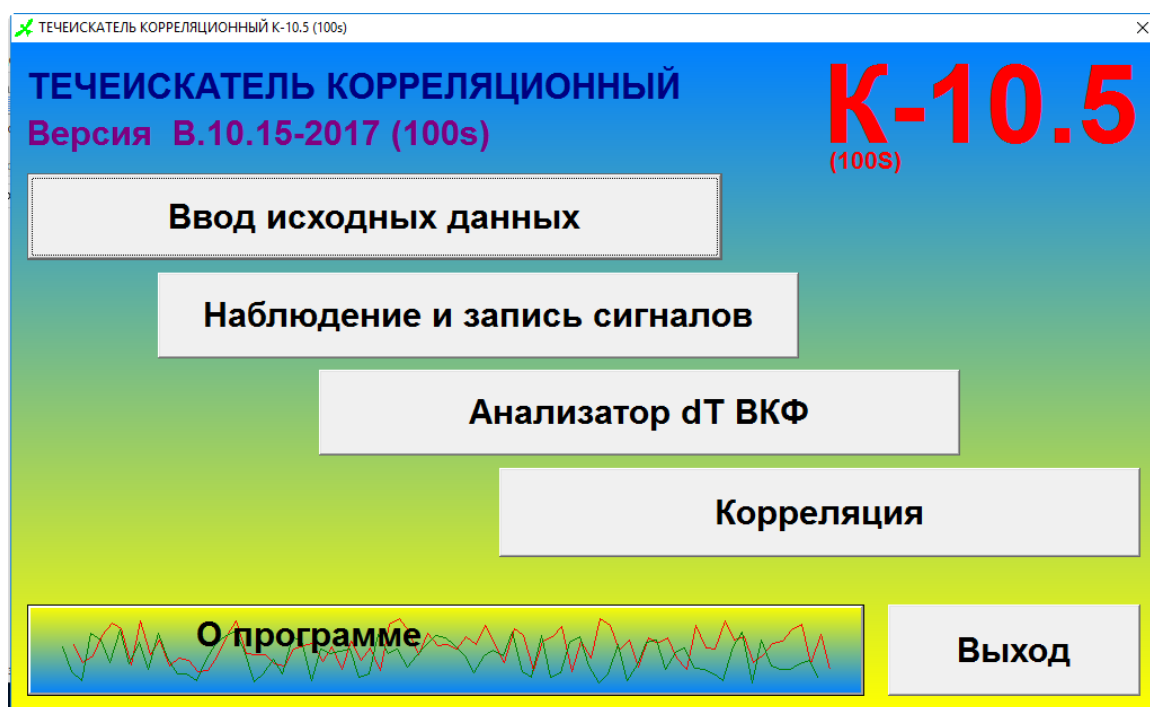 ТЕЧЕИСКАТЕЛЬ КОРРЕЛЯЦИОННЫЙ К-10.5 (100s)
ТЕЧЕИСКАТЕЛЬ КОРРЕЛЯЦИОННЫЙ
К-10.5
Версия В.10.15-2017 (100s)
(100S)
Ввод исходных данных
Наблюдение и запись сигналов
Анализатор dT ВКФ
Корреляция
О программе
Выход